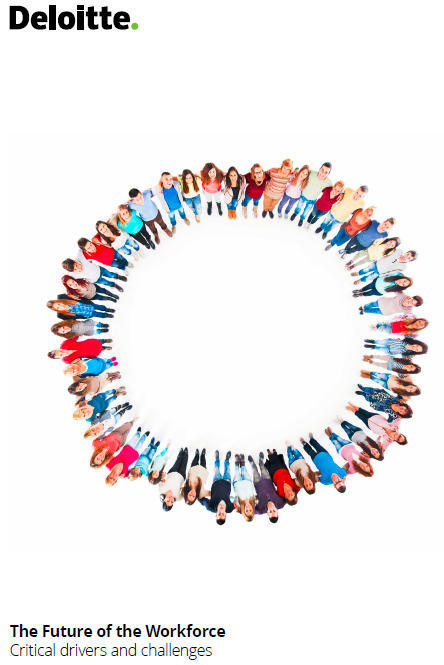 Deloitte.
The Future of the Workforce
Critical drivers and challenges